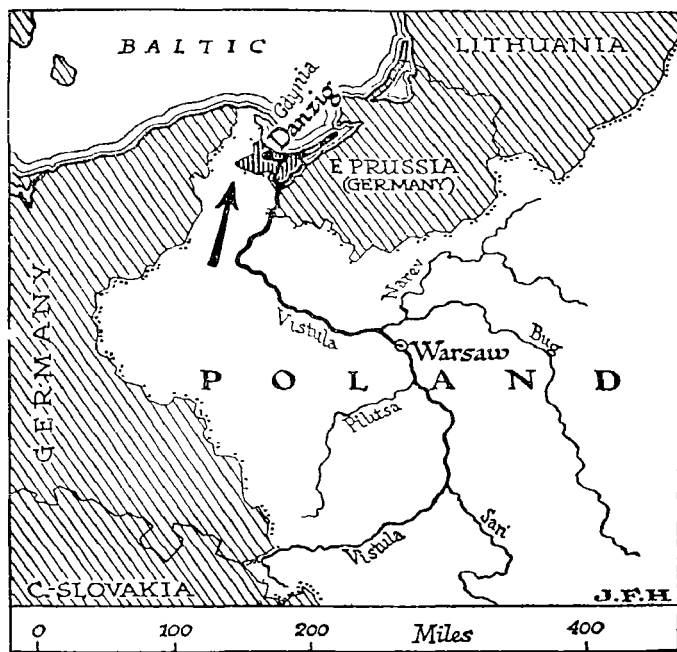 BALTIC
LITHUANIA
Gdynia
Danzig
E PRUSSIA
(GERMANY)
GERMANY
Narev
Vistula
Bug
Warsaw
POLAND
Pilitsa
San
Vistula
C-SLOVAKIA
J.F.H.
0 100 200 Miles 400